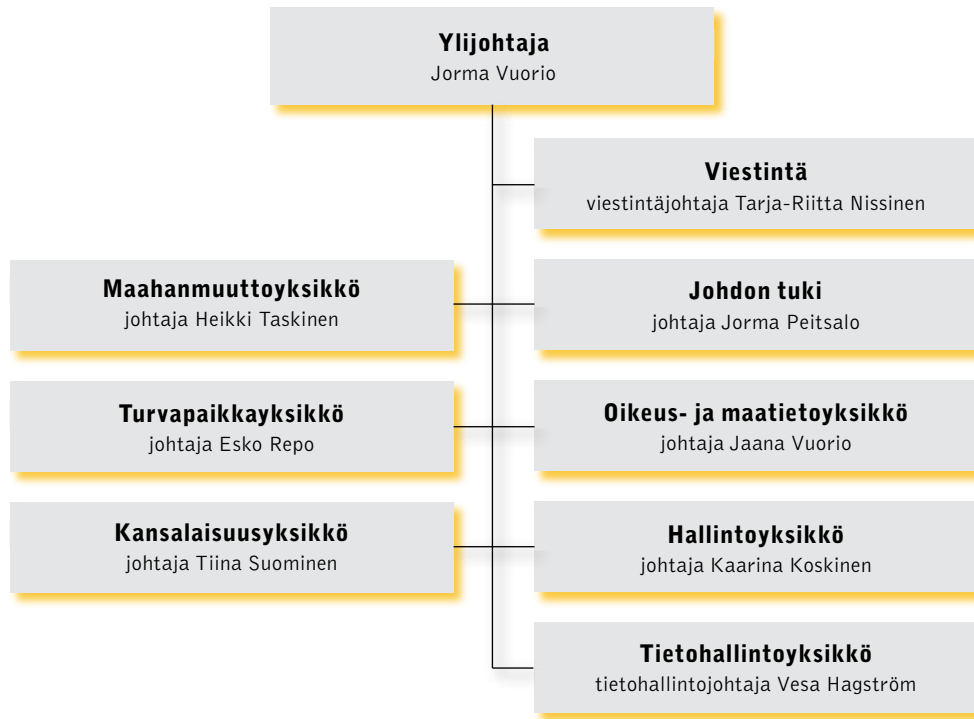 Ylijohtaja
Jorma Vuorio
Viestintä
viestintäjohtaja Tarja-Riitta Nissinen
Maahanmuuttoyksikkö
johtaja Heikki Taskinen
Johdon tuki
johtaja Jorma Peitsalo
Turvapaikkayksikkö
johtaja Esko Repo
Oikeus- ja maatietoyksikkö
johtaja Jaana Vuorio
Kansalaisuusyksikkö
johtaja Tiina Suominen
Hallintoyksikkö
johtaja Kaarina Koskinen
Tietohallintoyksikkö
tietohallintojohtaja Vesa Hagström